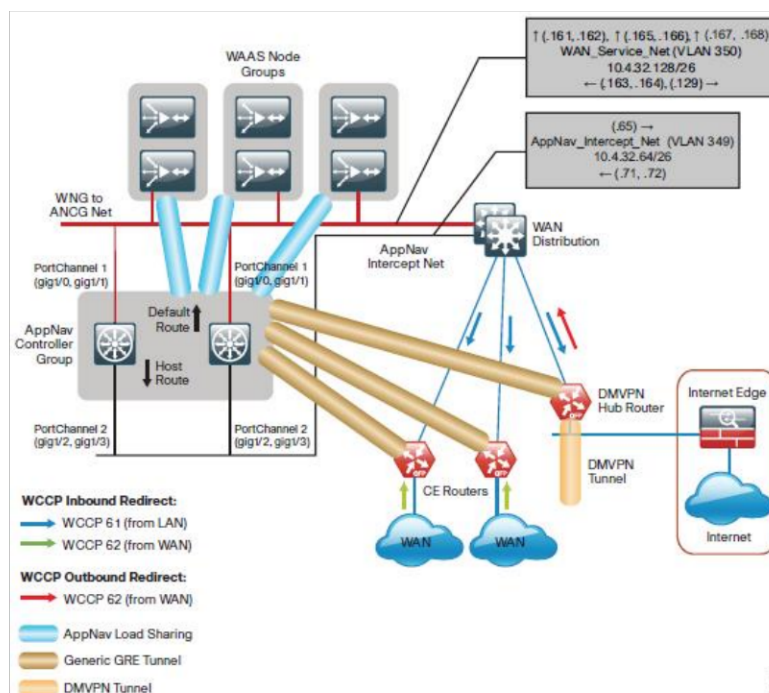 WAAS Node
Groups
↑ (.161, .162), ↑ (.165, .166), ↑ (.167, .168)
WAN_Service_Net (VLAN 350)
10.4.32.128/26
← (.163, .164), (.129) →
(.65) →
AppNav_Intercept_Net (VLAN 349)
10.4.32.64/26
← (.71, .72)
WNG to
ANCG Net
WAN
Distribution
AppNav
Intercept Net
PortChannel 1
(gig1/0, gig1/1)
PortChannel 1
(gig1/0, gig1/1)
Default
Route
AppNav
Controller
Group
Host
Route
PortChannel 2
(gig1/2, gig1/3)
PortChannel 2
(gig1/2, gig1/3)
DMVPN
Hub Router
Internet Edge
DMVPN
Tunnel
CE Routers
WAN
WAN
Internet
WCCP Inbound Redirect:
WCCP 61 (from LAN)
WCCP 62 (from WAN)
WCCP Outbound Redirect:
WCCP 62 (from WAN)
AppNav Load Sharing
Generic GRE Tunnel
DMVPN Tunnel